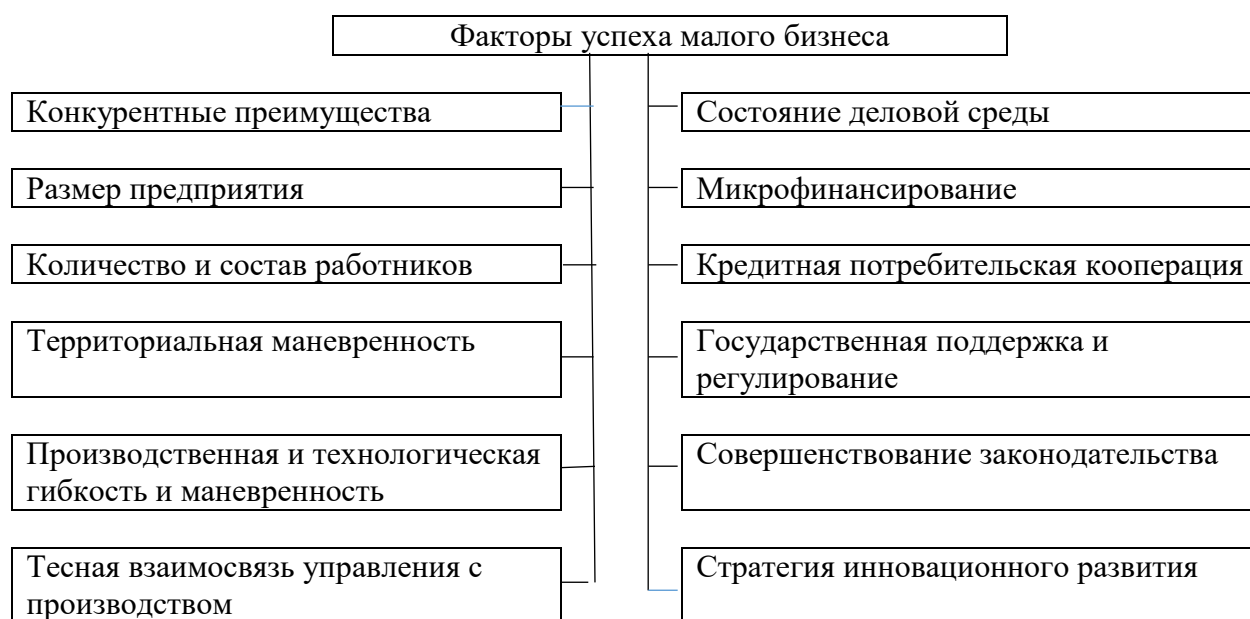 Факторы успеха малого бизнеса
Конкурентные преимущества
Состояние деловой среды
Размер предприятия
Микрофинансирование
Количество и состав работников
Кредитная потребительская кооперация
Территориальная маневренность
Государственная поддержка и
регулирование
Производственная и технологическая
гибкость и маневренность
Совершенствование законодательства
Тесная взаимосвязь управления с
производством
Стратегия инновационного развития